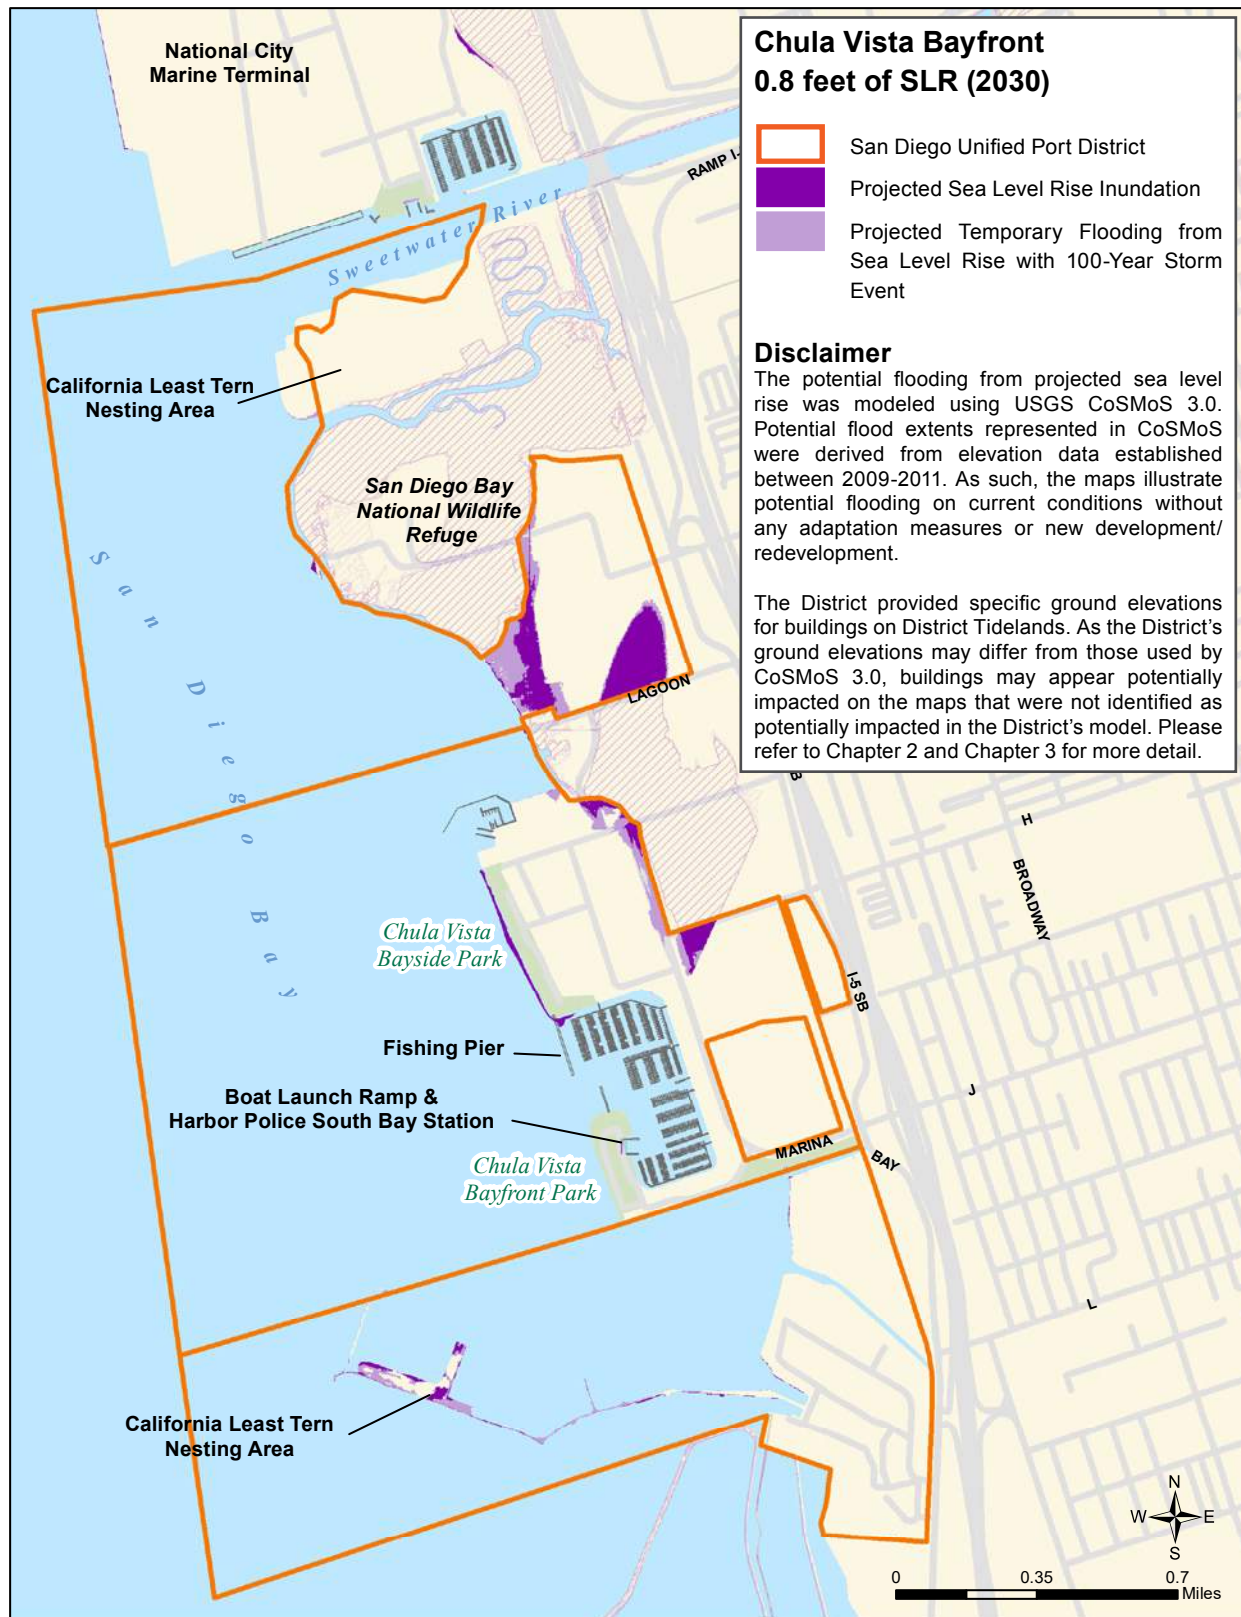 National City
Marine Terminal
Chula Vista Bayfront
0.8 feet of SLR (2030)
San Diego Unified Port District
Projected Sea Level Rise Inundation
Projected Temporary Flooding from
Sea Level Rise with 100-Year Storm
Event
Disclaimer
The potential flooding from projected sea level
rise was modeled using USGS CoSMoS 3.0.
Potential flood extents represented in CoSMoS
were derived from elevation data established
between 2009-2011. As such, the maps illustrate
potential flooding on current conditions without
any adaptation measures or new development/
redevelopment.
The District provided specific ground elevations
for buildings on District Tidelands. As the District's
ground elevations may differ from those used by
CoSMoS 3.0, buildings may appear potentially
impacted on the maps that were not identified as
potentially impacted in the District's model. Please
refer to Chapter 2 and Chapter 3 for more detail.
RAMP I-
Sweetwater River
California Least Tern
Nesting Area
San Diego Bay
National Wildlife
Refuge
San Diego Bay
LAGOON
B
H
BROADWAY
Chula Vista
Bayside Park
I-5 SB
Fishing Pier
Boat Launch Ramp &
Harbor Police South Bay Station
J
MARINA
BAY
Chula Vista
Bayfront Park
L
California Least Tern
Nesting Area
N
W E
S
0 0.35 0.7
Miles